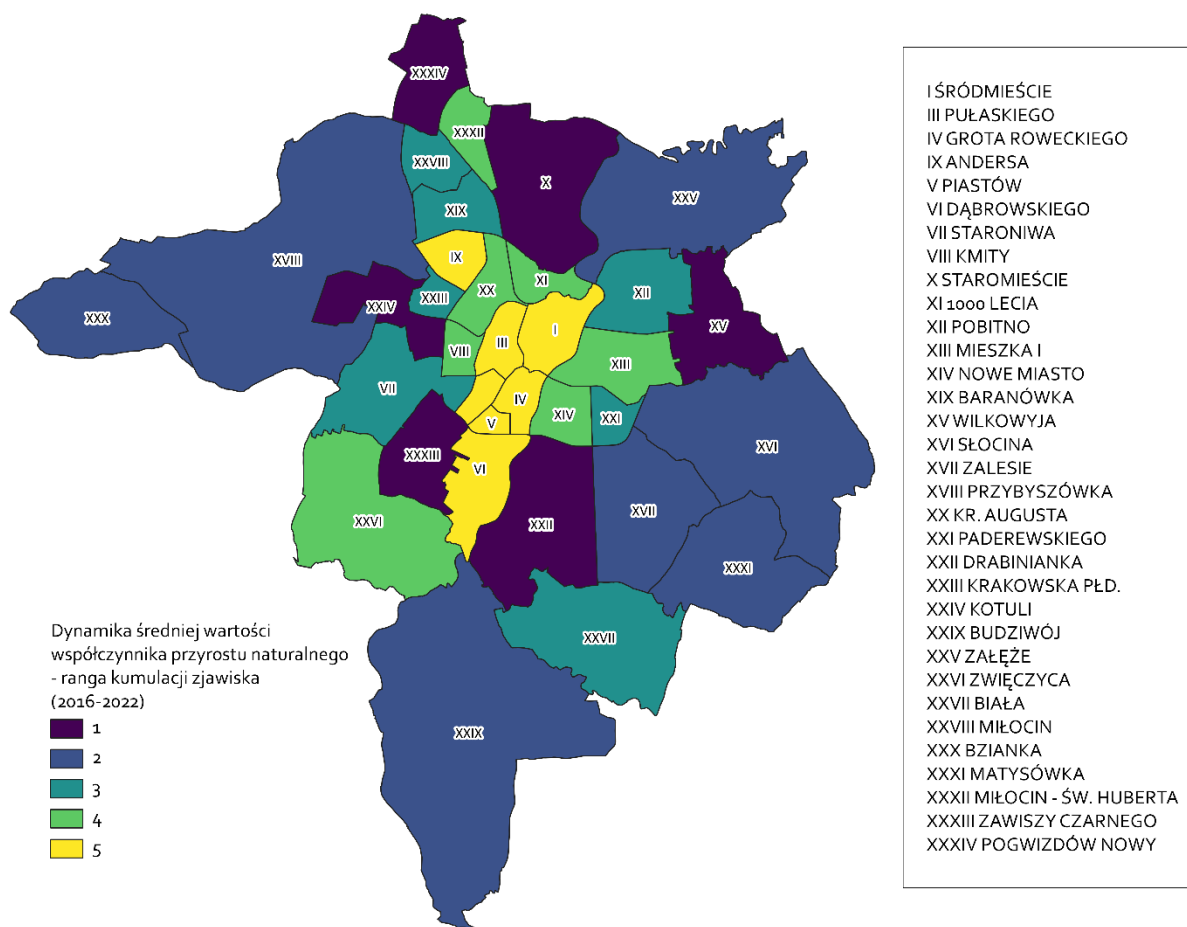 XXXIV
XXXII
XXVIII
X
XXV
XIX
IX
XVIII
XX
XI
XII
XXIV
XXIII
XXX
XV
I
III
VIII
XIII
VII
IV
XIV
XXI
V
XVI
XXXIII
VI
XXVI
XXII
XVII
XXXI
XXVII
XXIX
Dynamika średniej wartości
współczynnika przyrostu naturalnego
- ranga kumulacji zjawiska
(2016-2022)
1
2
3
4
5
I ŚRÓDMIEŚCIE
III PUŁASKIEGO
IV GROTA ROWECKIEGO
IX ANDERSA
V PIASTÓW
VI DĄBROWSKIEGO
VII STARONIWA
VIII KMITY
X STAROMIEŚCIE
XI 1000 LECIA
XII POBITNO
XIII MIESZKA I
XIV NOWE MIASTO
XIX BARANÓWKA
XV WILKOWYJA
XVI SŁOCINA
XVII ZALESIE
XVIII PRZYBYSZÓWKA
XX KR. AUGUSTA
XXI PADEREWSKIEGO
XXII DRABINIANKA
XXIII KRAKOWSKA PŁD.
XXIV KOTULI
XXIX BUDZIWÓJ
XXV ZAŁĘŻE
XXVI ZWIĘCZYCA
XXVII BIAŁA
XXVIII MIŁOCIN
XXX BZIANKA
XXXI MATYSÓWKA
XXXII MIŁOCIN - ŚW. HUBERTA
XXXIII ZAWISZY CZARNEGO
XXXIV POGWIZDÓW NOWY